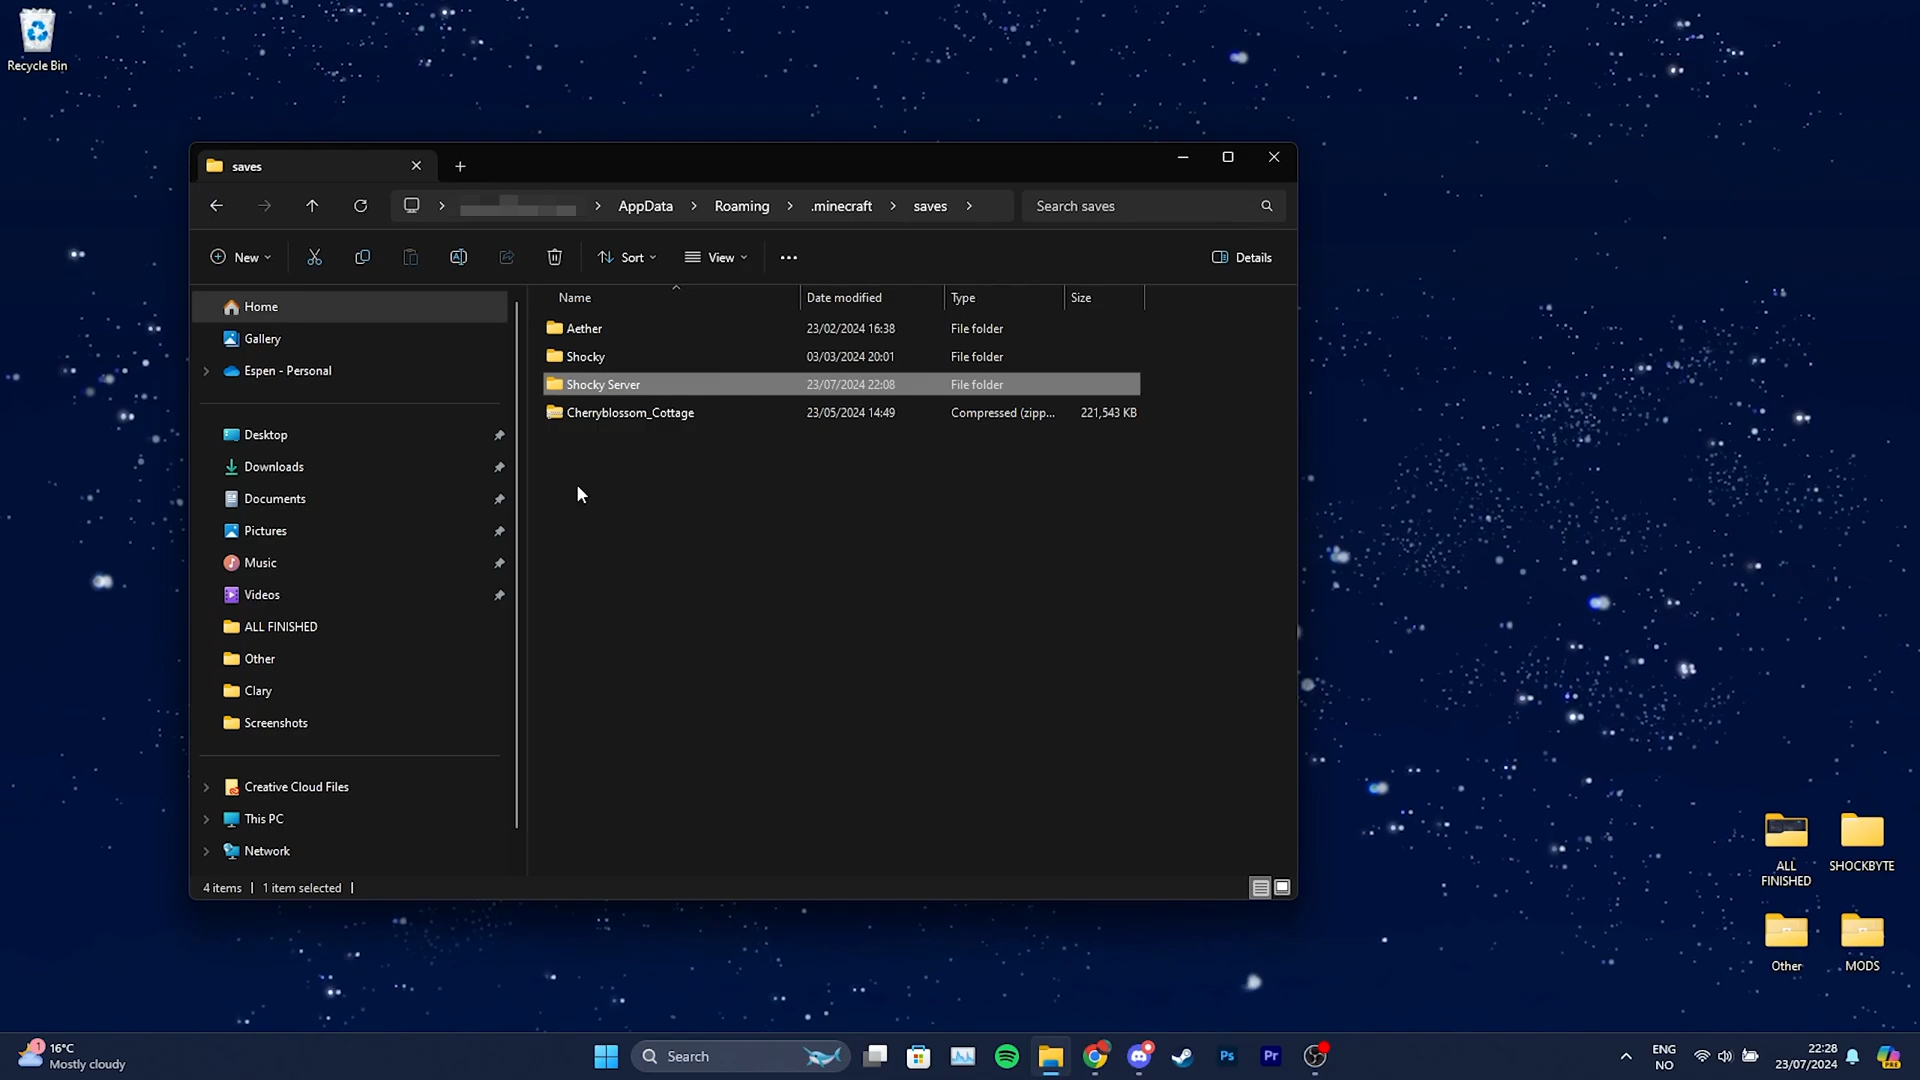 Recycle Bin
saves
AppData
Roaming
.minecraft
saves
Search saves
New
Sort
View
Details
Home
Gallery
Espen - Personal
Desktop
Downloads
Documents
Pictures
Music
Videos
ALL FINISHED
Other
Clary
Screenshots
Creative Cloud Files
This PC
Network
Name Date modified Type Size
Aether 23/02/2024 16:38 File folder
Shocky 03/03/2024 20:01 File folder
Shocky Server 23/07/2024 22:08 File folder
Cherryblossom_Cottage 23/05/2024 14:49 Compressed (zipp... 221,543 KB
4 items
1 item selected
ALL
FINISHED
SHOCKBYTE
Other
MODS
1
16°C
Mostly cloudy
Search
Ps
Pr
ENG
NO
22:28
23/07/2024
PRE